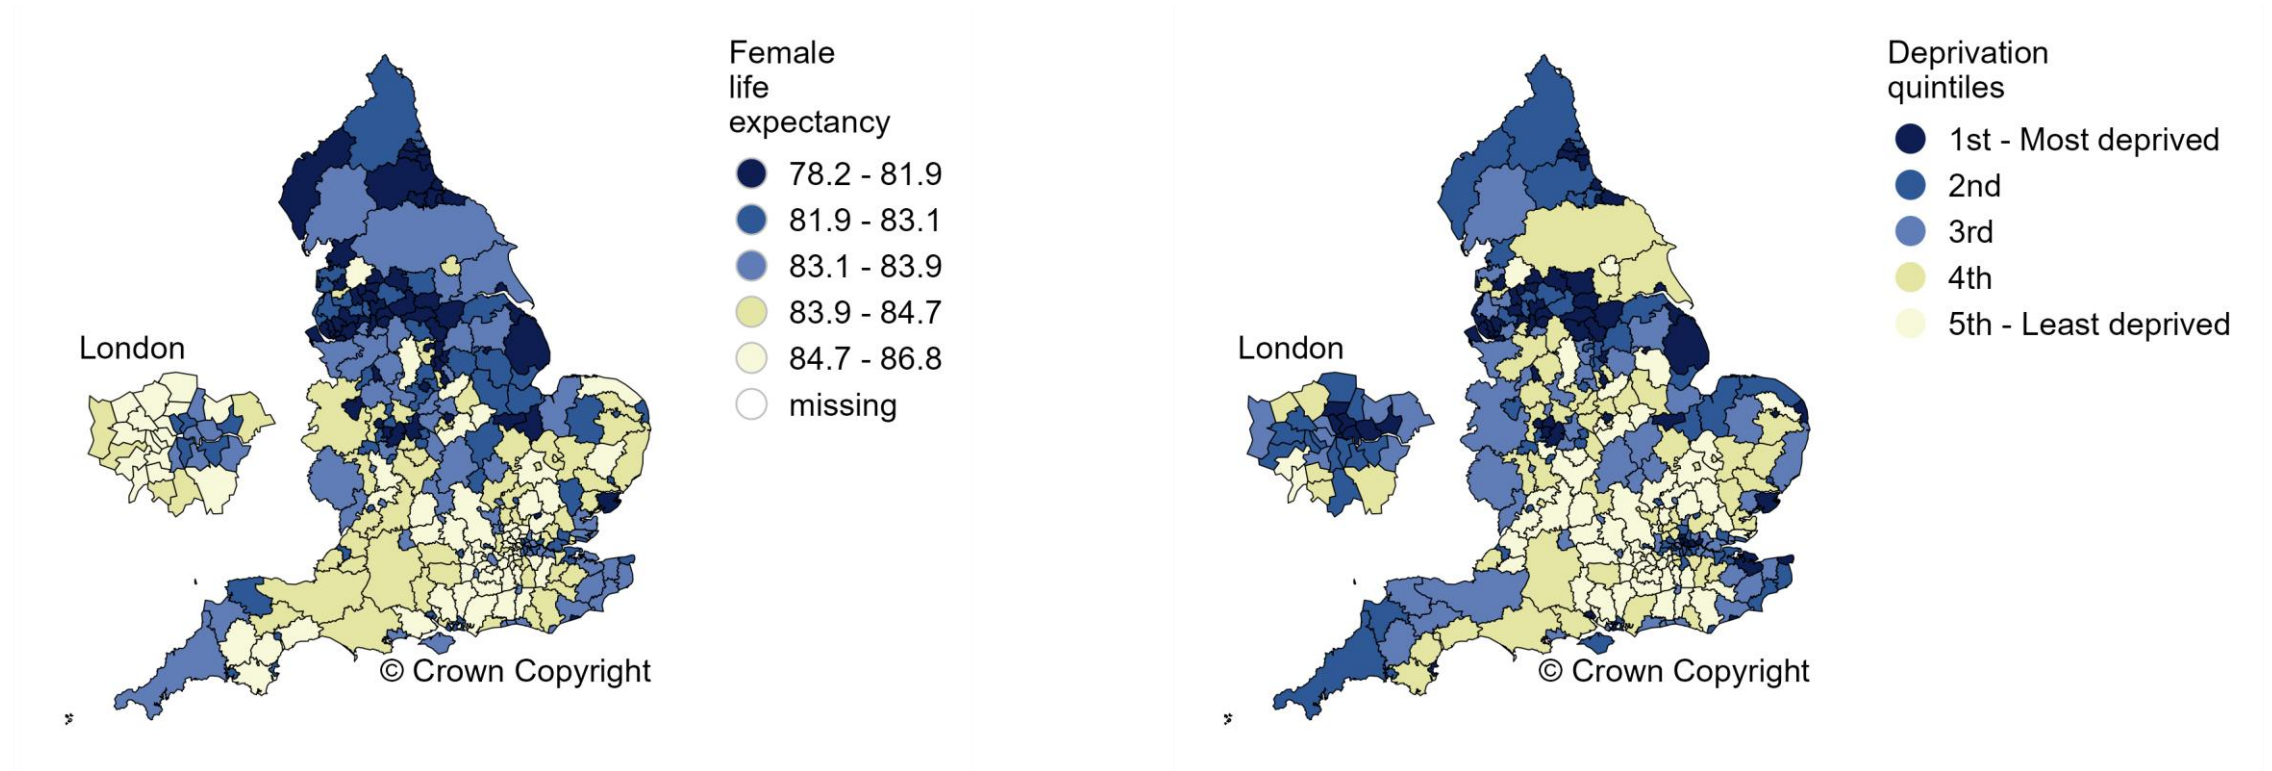 Female
life
expectancy
78.2 - 81.9
81.9 - 83.1
83.1 - 83.9
83.9 - 84.7
84.7 - 86.8
missing
London
© Crown Copyright
Deprivation
quintiles
1st - Most deprived
2nd
3rd
4th
5th - Least deprived
London
© Crown Copyright